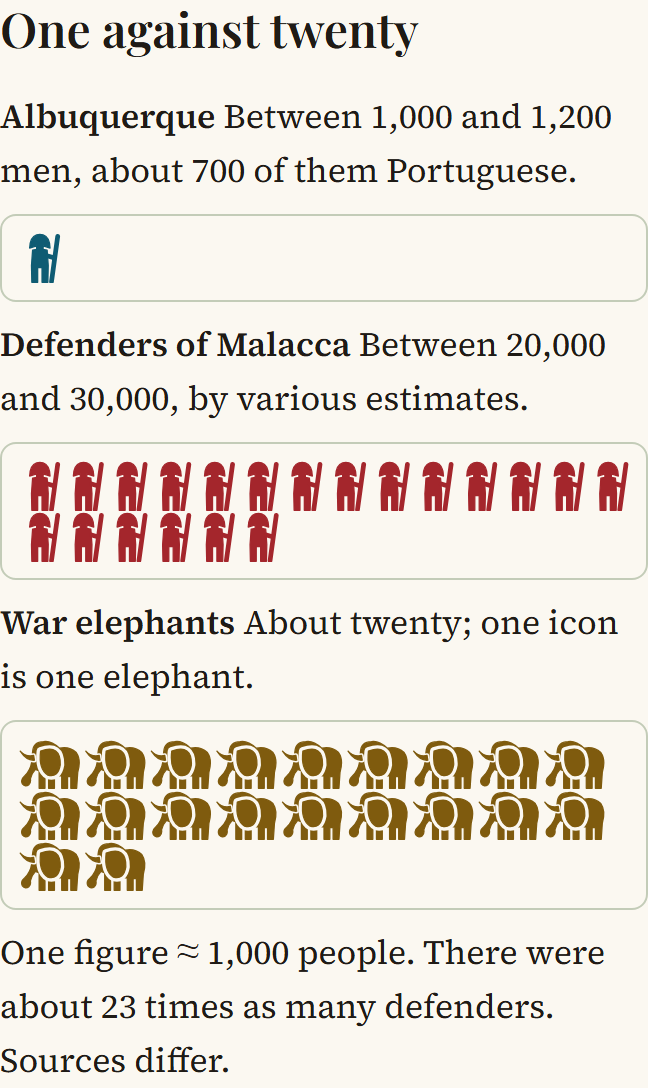 One against twenty
Albuquerque Between 1,000 and 1,200
men, about 700 of them Portuguese.
Defenders of Malacca Between 20,000
and 30,000, by various estimates.
War elephants About twenty; one icon
is one elephant.
One figure ≈ 1,000 people. There were
about 23 times as many defenders.
Sources differ.